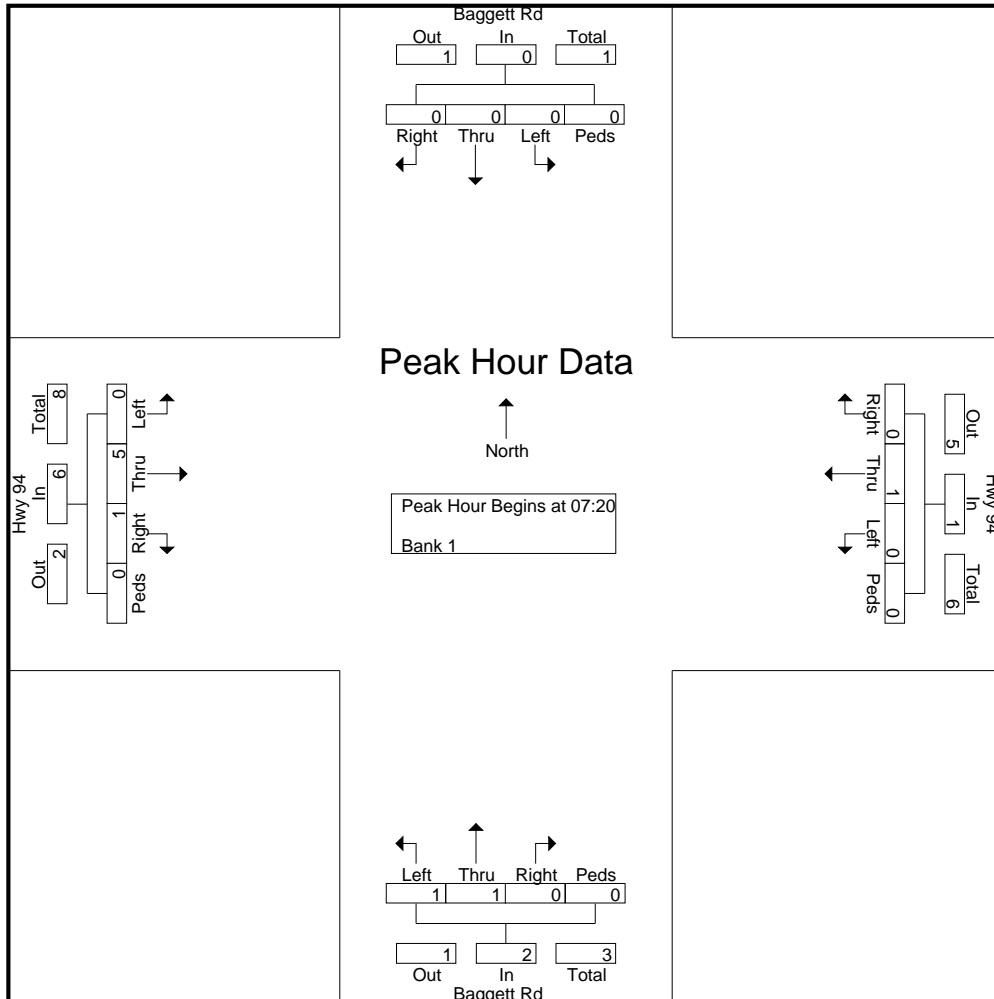 Baggett Rd
Out In Total
1 0 1
0 0 0 0
Right Thru Left Peds
Peak Hour Data
North
Peak Hour Begins at 07:20
Bank 1
Hwy 94
Total In Out
8 6 2
0 5 1 0
Left Thru Right Peds
Right Thru Left Peds
0 1 0 0
5 1 6
Out In Total
Hwy 94
Left Thru Right Peds
1 1 0 0
1 2 3
Out In Total
Baggett Rd